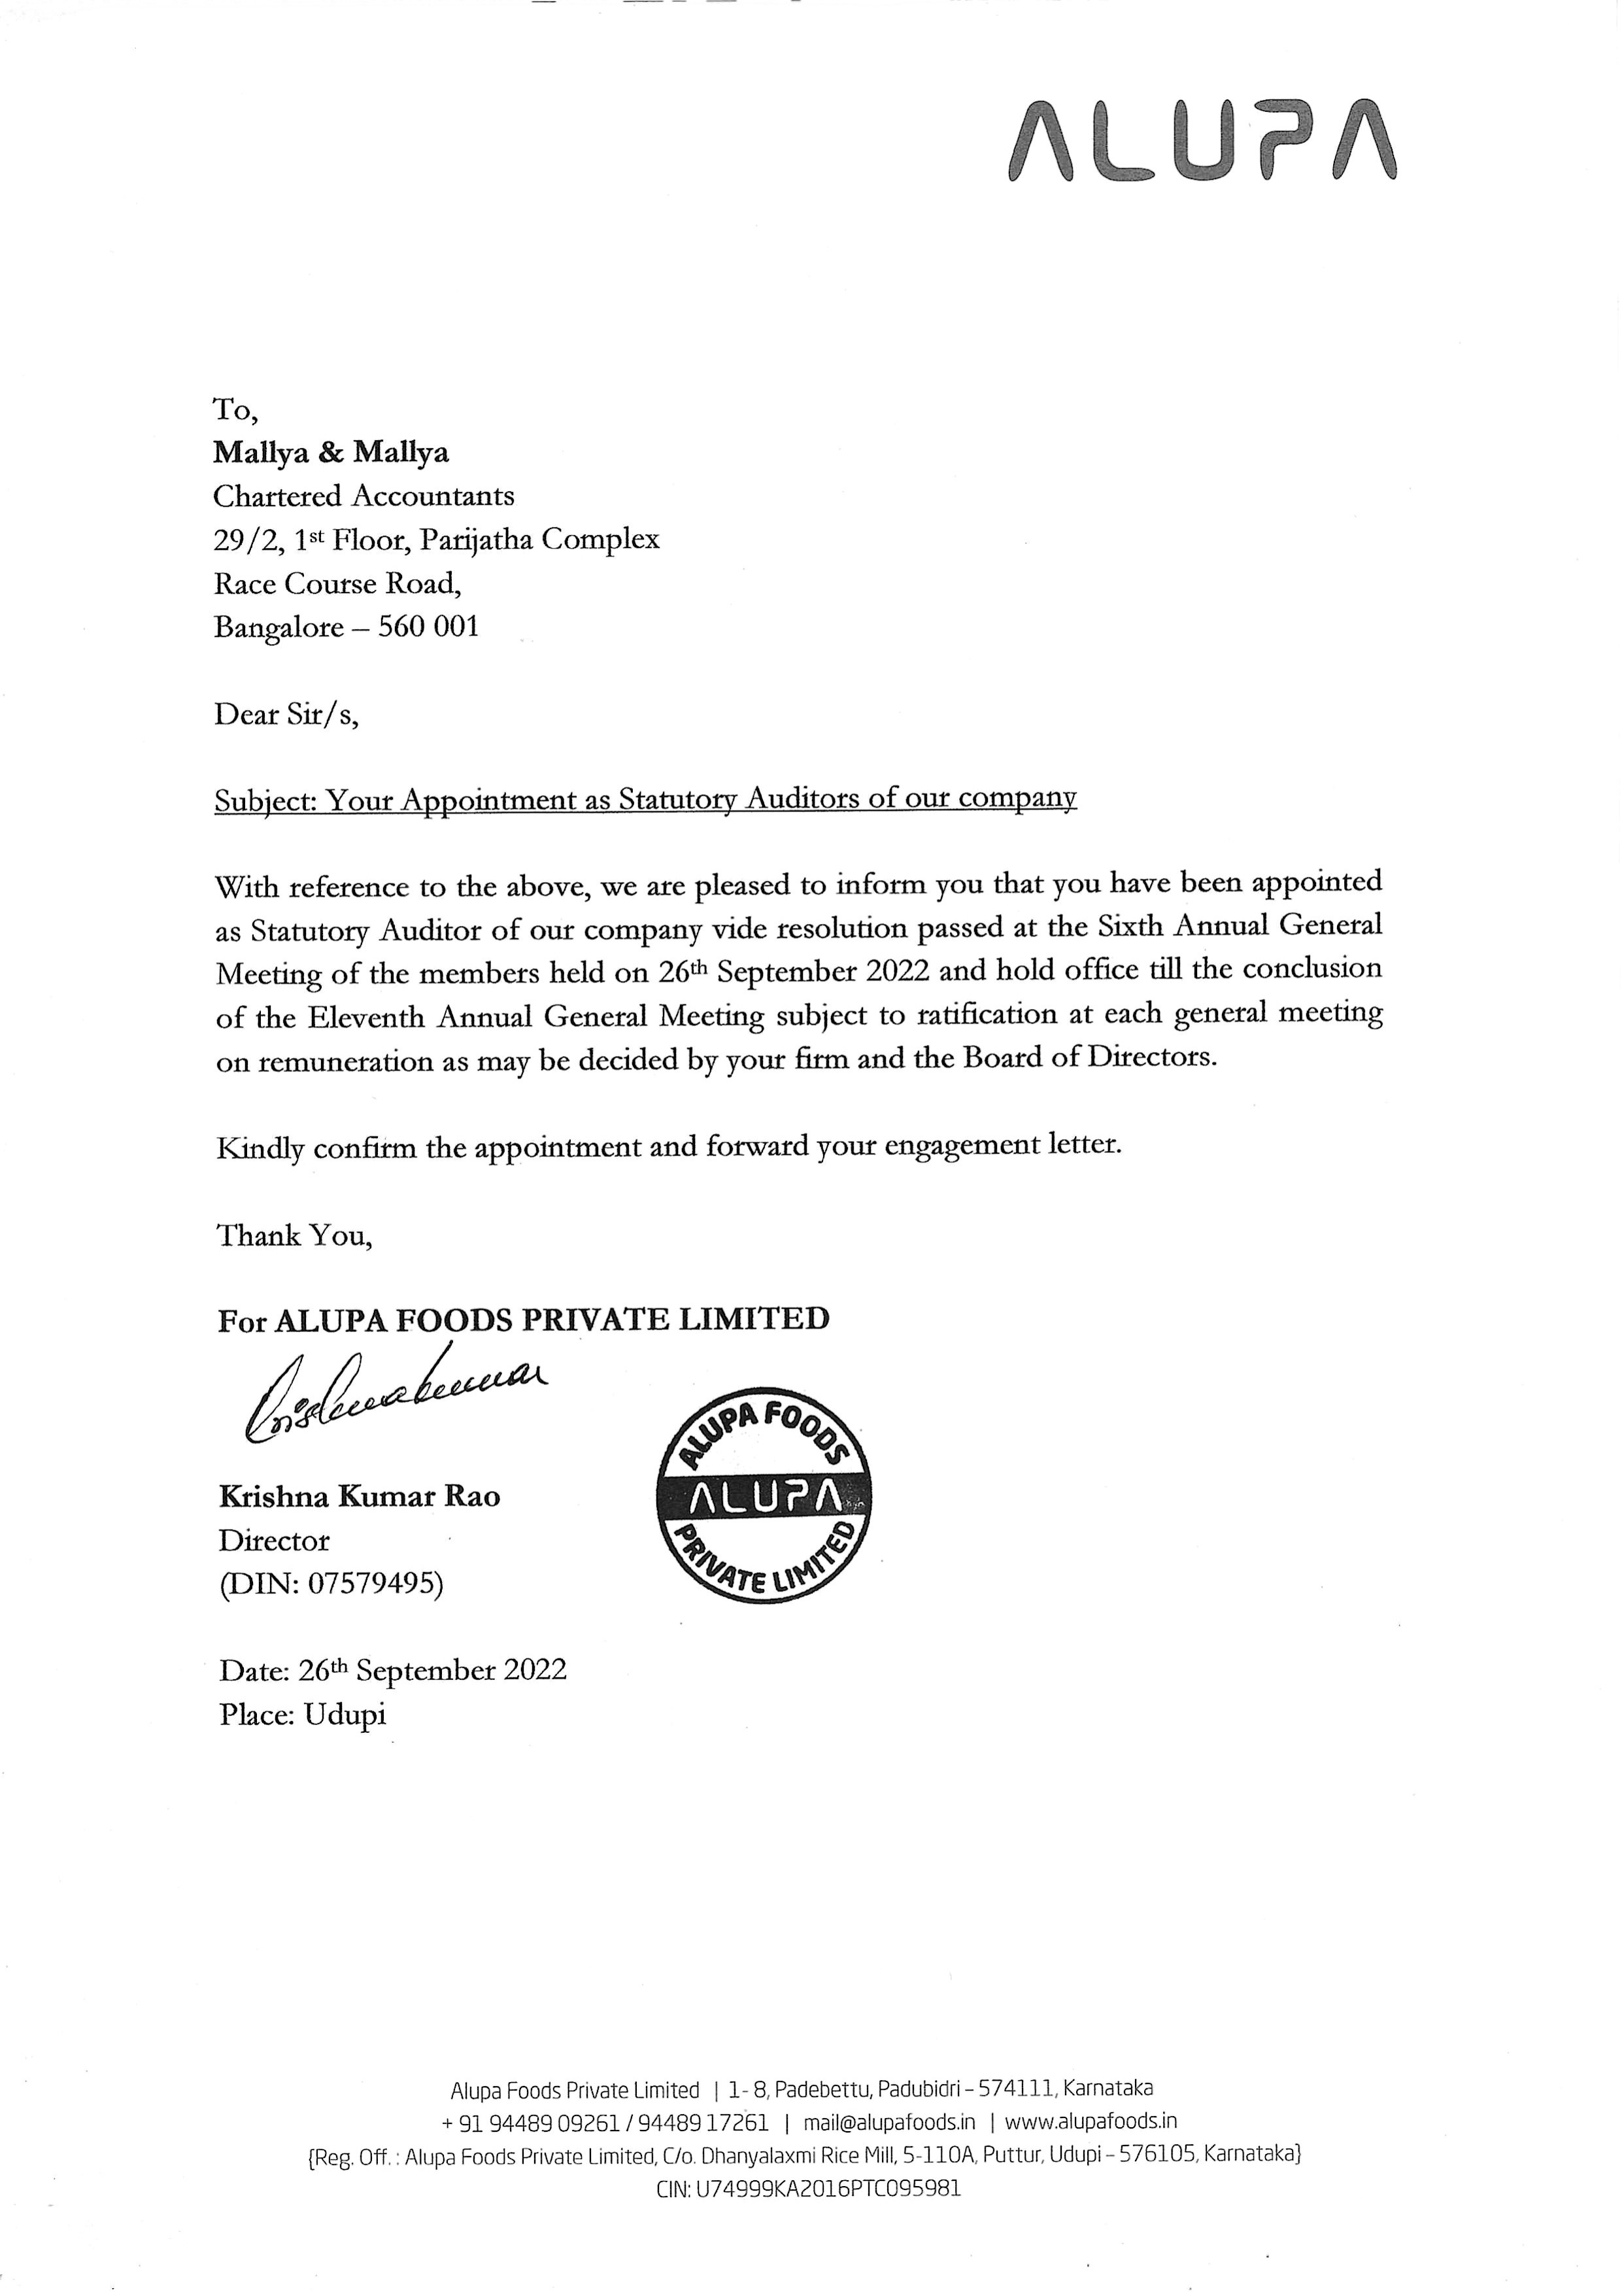 ALUPA
To,
Mallya & Mallya
Chartered Accountants
29/2, 1st Floor, Parijatha Complex
Race Course Road,
Bangalore – 560 001
Dear Sir/s,
Subject: Your Appointment as Statutory Auditors of our company
With reference to the above, we are pleased to inform you that you have been appointed
as Statutory Auditor of our company vide resolution passed at the Sixth Annual General
Meeting of the members held on 26th September 2022 and hold office till the conclusion
of the Eleventh Annual General Meeting subject to ratification at each general meeting
on remuneration as may be decided by your firm and the Board of Directors.
Kindly confirm the appointment and forward your engagement letter.
Thank You,
For ALUPA FOODS PRIVATE LIMITED
Krishnakumar
ALUPA FOODS
ALUPA
PRIVATE LIMITED
Krishna Kumar Rao
Director
(DIN: 07579495)
Date: 26th September 2022
Place: Udupi
Alupa Foods Private Limited | 1- 8, Padebettu, Padubidri – 574111, Karnataka
+ 91 94489 09261 / 94489 17261 | mail@alupafoods.in | www.alupafoods.in
{Reg. Off. : Alupa Foods Private Limited, C/o. Dhanyalaxmi Rice Mill, 5-110A, Puttur, Udupi – 576105, Karnataka}
CIN: U74999KA2016PTC095981